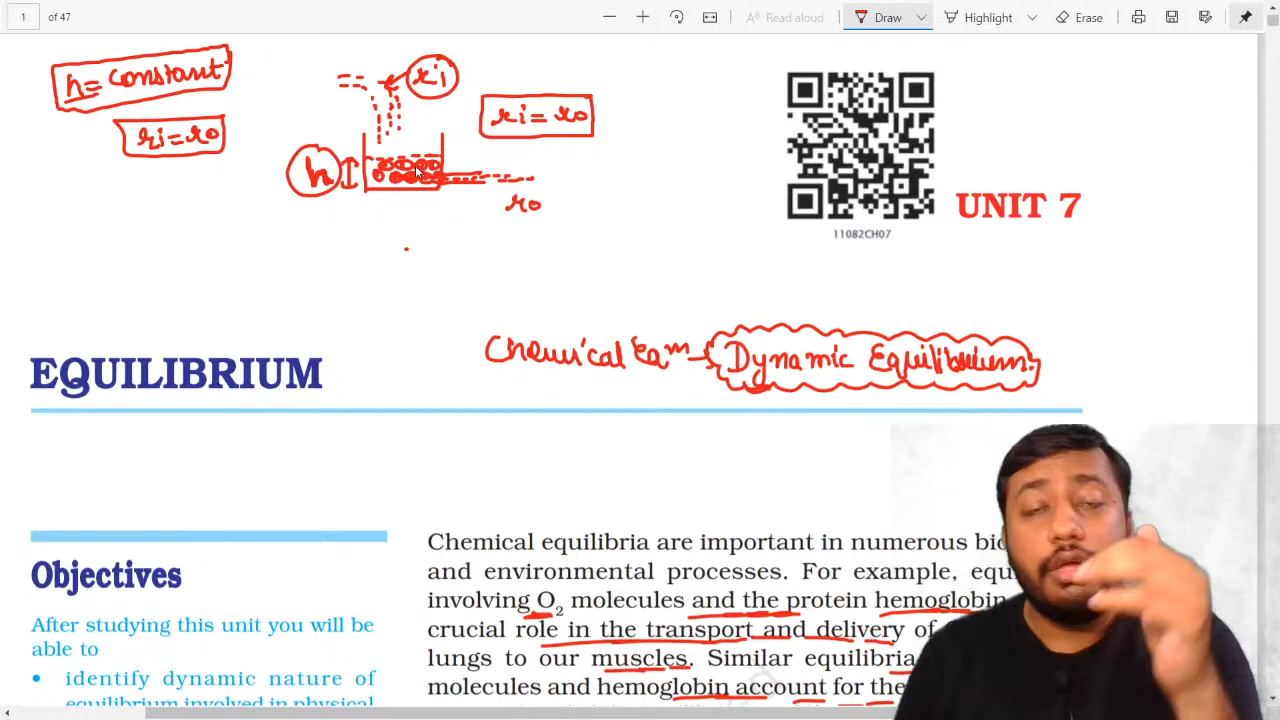 1 of 47
Read aloud
Draw
Highlight
Erase
h = constant
ri = ro
ri
ri = ro
h
ro
11082CH07
UNIT 7
Chemical Eqm
Dynamic Equilibrium.
EQUILIBRIUM
Objectives
After studying this unit you will be
able to
• identify dynamic nature of
equilibrium involved in physical
Chemical equilibria are important in numerous bio
and environmental processes. For example, equ
involving O2 molecules and the protein hemoglobin
crucial role in the transport and delivery of
lungs to our muscles. Similar equilibria
molecules and hemoglobin account for the